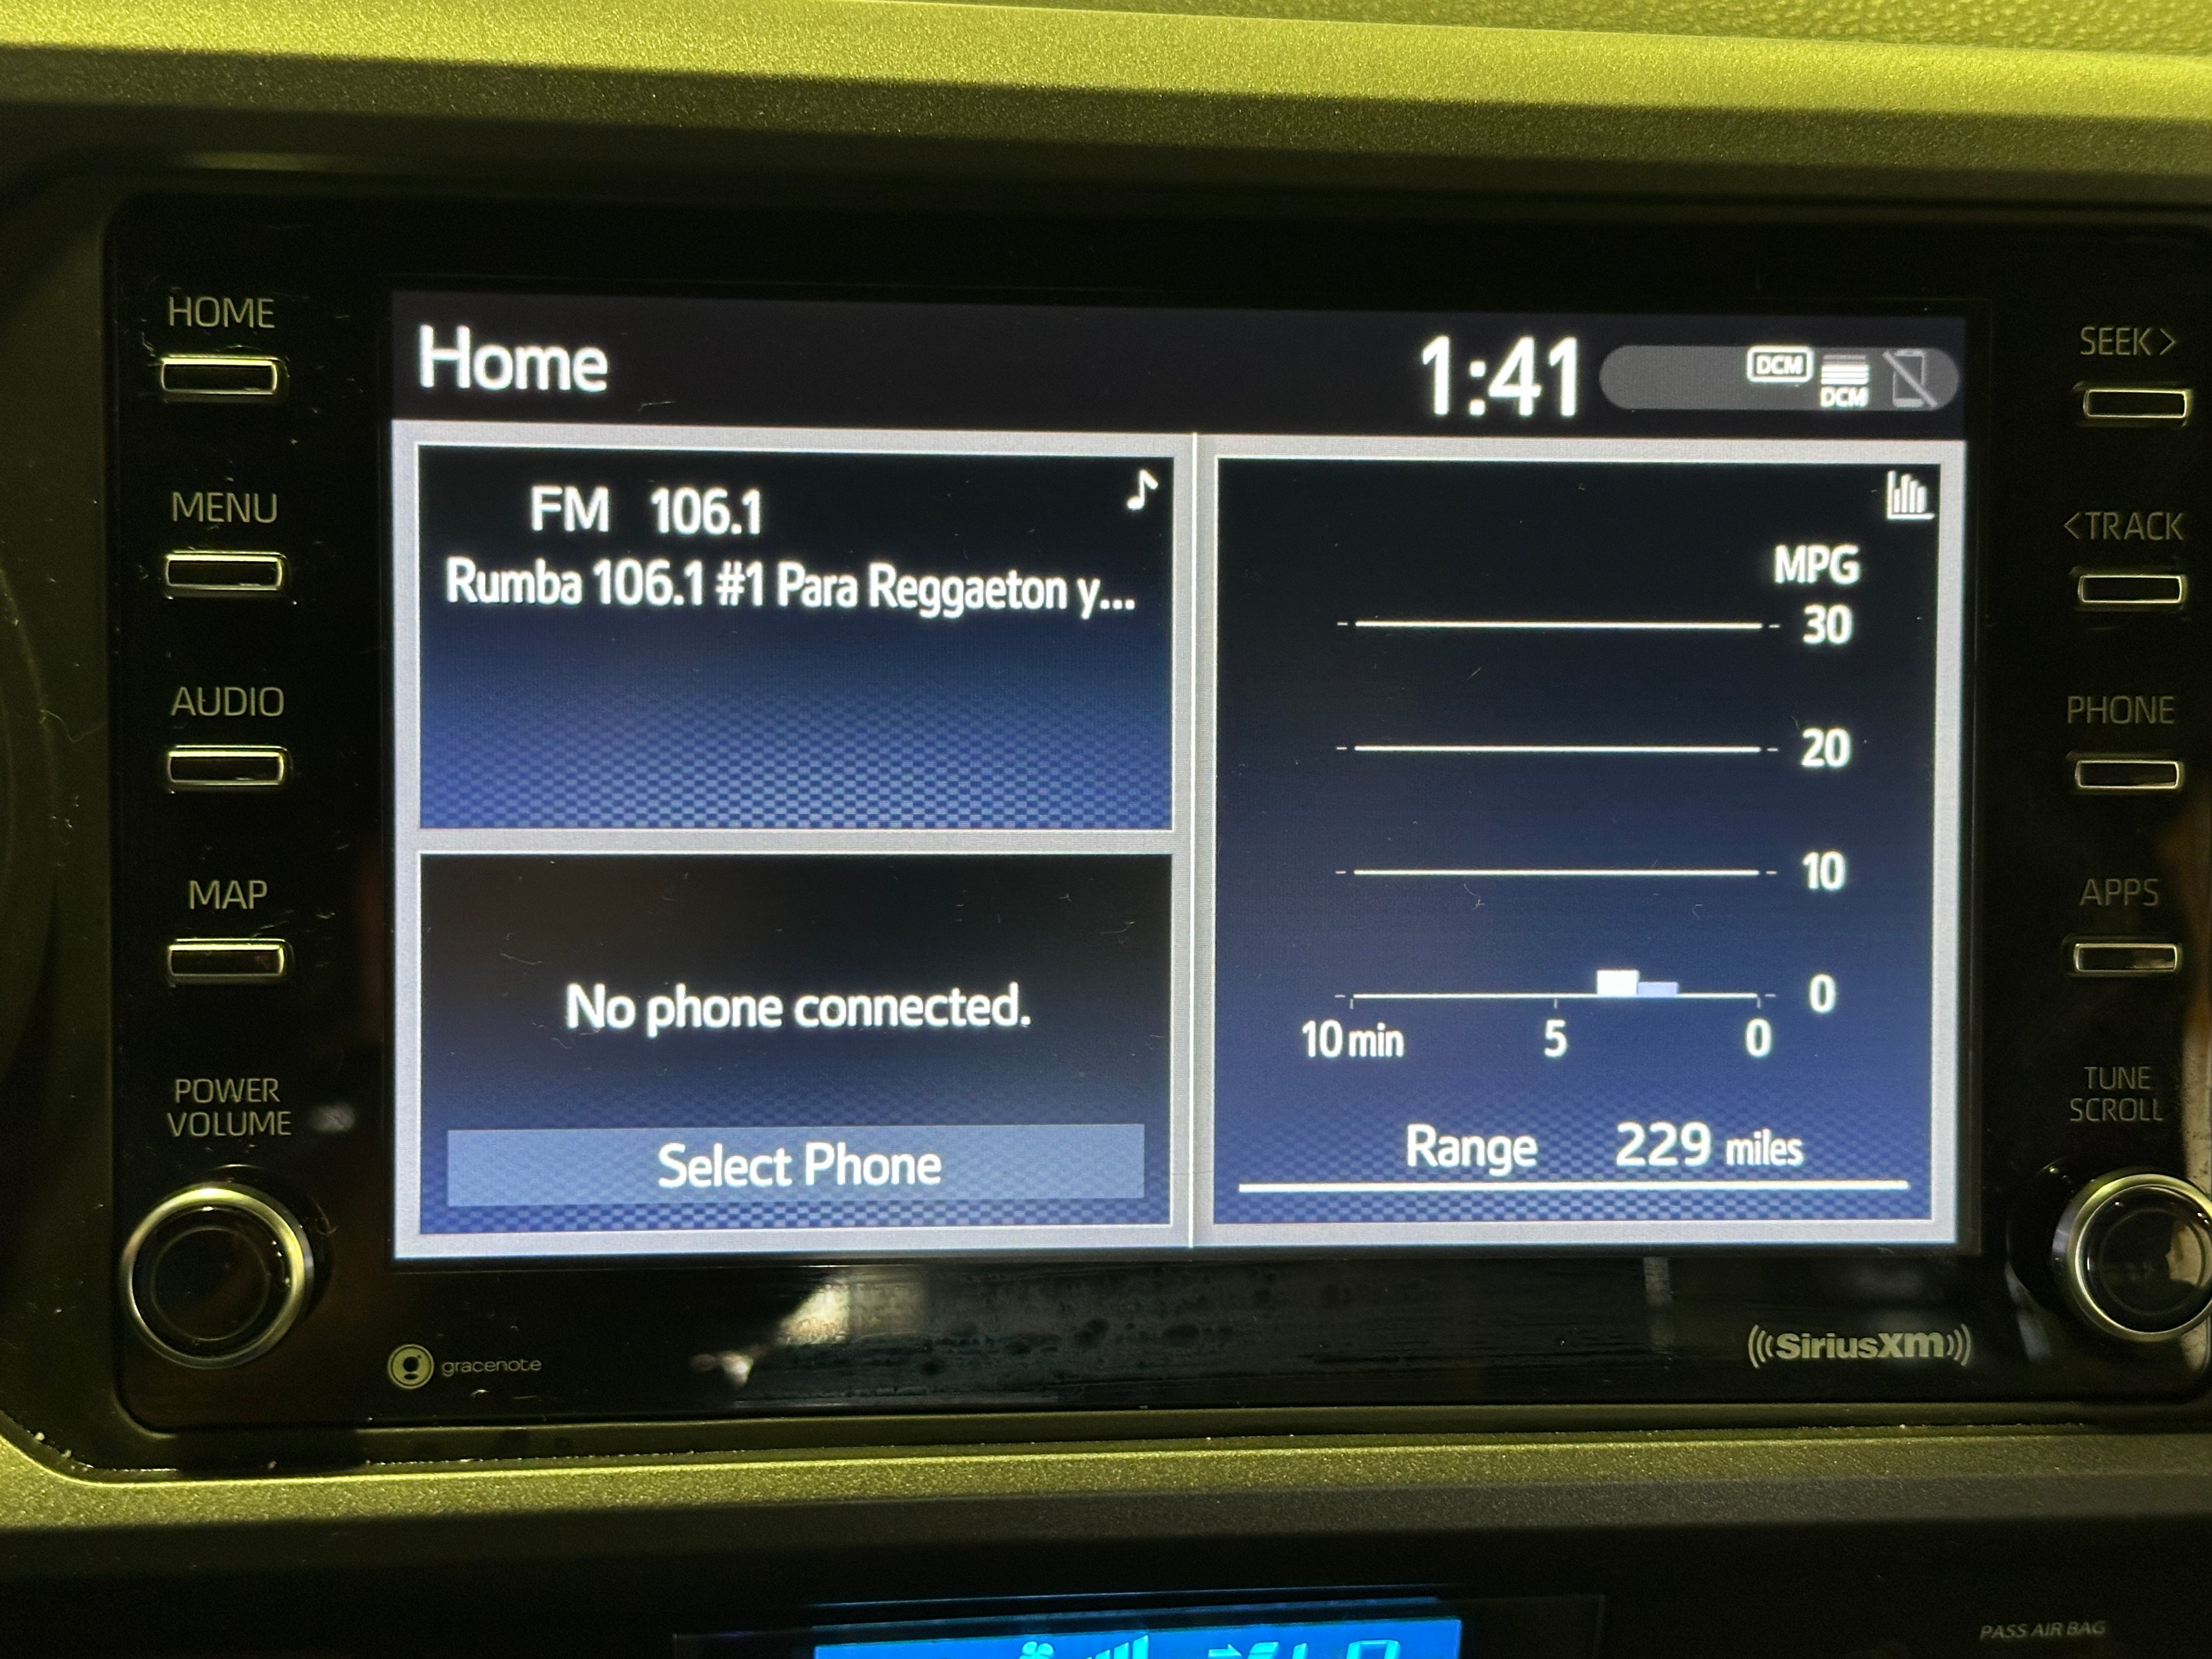 HOME
MENU
AUDIO
MAP
POWER
VOLUME
Home
1:41
DCM
DCM
FM 106.1
Rumba 106.1 #1 Para Reggaeton y...
No phone connected.
Select Phone
MPG
30
20
10
0
10 min 5 0
Range 229 miles
SEEK>
<TRACK
PHONE
APPS
TUNE
SCROLL
gracenote
((SiriusXM))
PASS AIR BAG